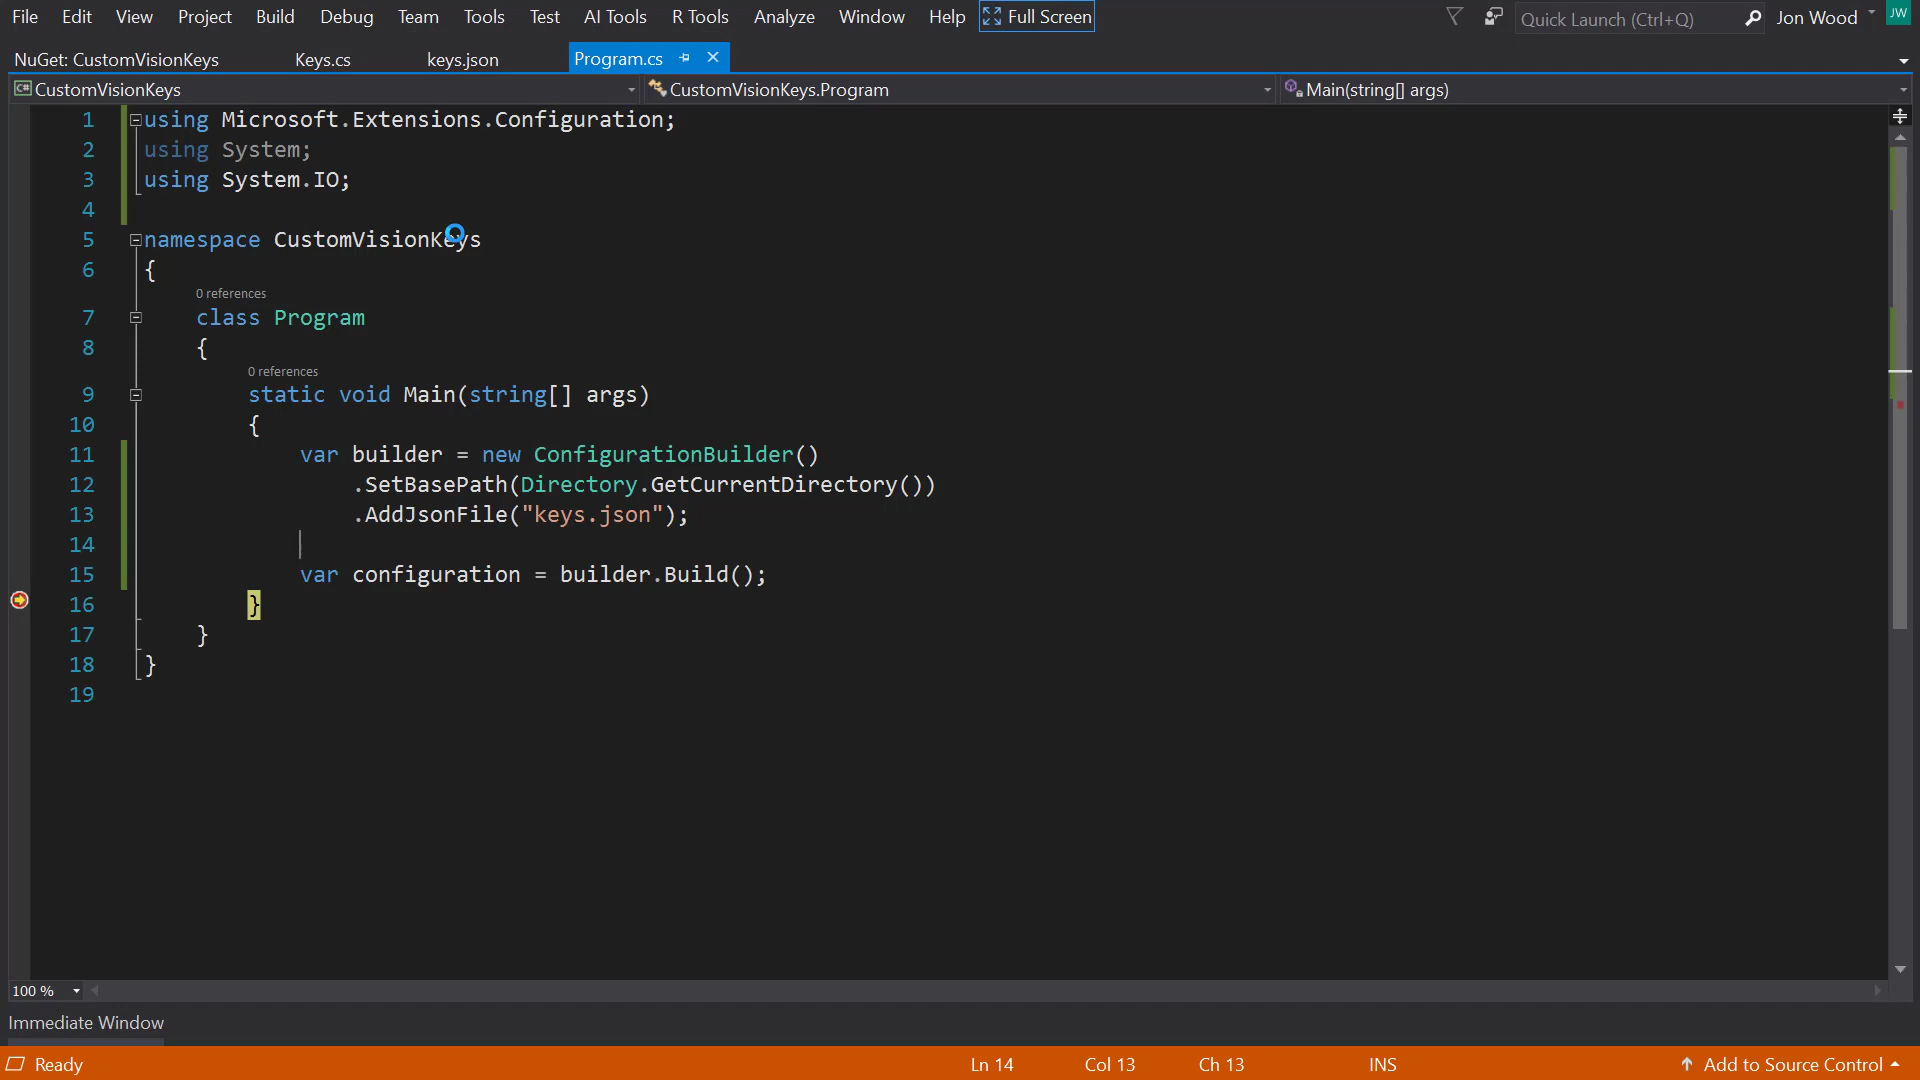 File Edit View Project Build Debug Team Tools Test AI Tools R Tools Analyze Window Help Full Screen Quick Launch (Ctrl+Q) Jon Wood JW
NuGet: CustomVisionKeys Keys.cs keys.json Program.cs
C# CustomVisionKeys CustomVisionKeys.Program Main(string[] args)
1 using Microsoft.Extensions.Configuration;
2 using System;
3 using System.IO;
4
5 namespace CustomVisionKeys
6 {
0 references
7 class Program
8 {
0 references
9 static void Main(string[] args)
10 {
11 var builder = new ConfigurationBuilder()
12 .SetBasePath(Directory.GetCurrentDirectory())
13 .AddJsonFile("keys.json");
14
15 var configuration = builder.Build();
16 }
17 }
18 }
19
100 %
Immediate Window
Ready Ln 14 Col 13 Ch 13 INS Add to Source Control